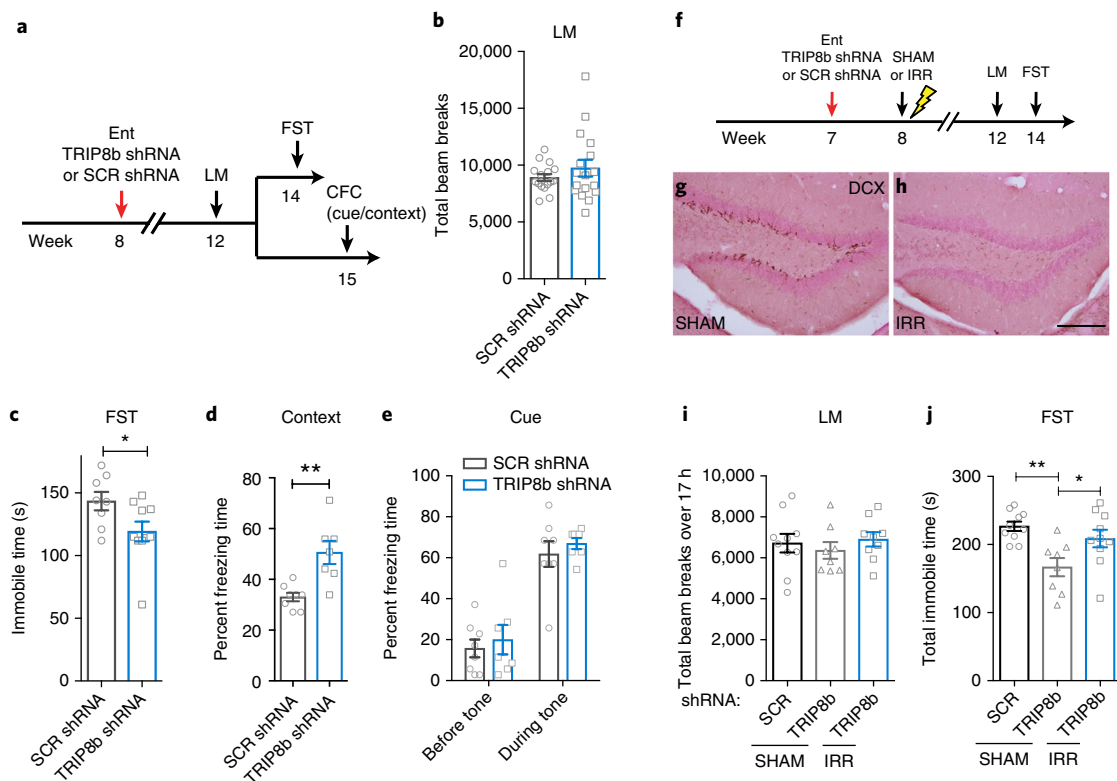 a
Ent
TRIP8b shRNA
or SCR shRNA
LM
FST
14
CFC
(cue/context)
Week
8
12
15
b
LM
Total beam breaks
20,000
15,000
10,000
5,000
0
SCR shRNA
TRIP8b shRNA
f
Ent
TRIP8b shRNA
or SCR shRNA
SHAM
or IRR
LM
FST
Week
7
8
12
14
g
DCX
SHAM
h
IRR
c
FST
*
Immobile time (s)
150
100
50
0
SCR shRNA
TRIP8b shRNA
d
Context
**
Percent freezing time
80
60
40
20
0
SCR shRNA
TRIP8b shRNA
e
Cue
SCR shRNA
TRIP8b shRNA
Percent freezing time
100
80
60
40
20
0
Before tone
During tone
i
LM
Total beam breaks over 17 h
10,000
8,000
6,000
4,000
2,000
0
shRNA:
SCR
TRIP8b
TRIP8b
SHAM
IRR
j
FST
**
*
Total immobile time (s)
300
200
100
0
SCR
TRIP8b
TRIP8b
SHAM
IRR